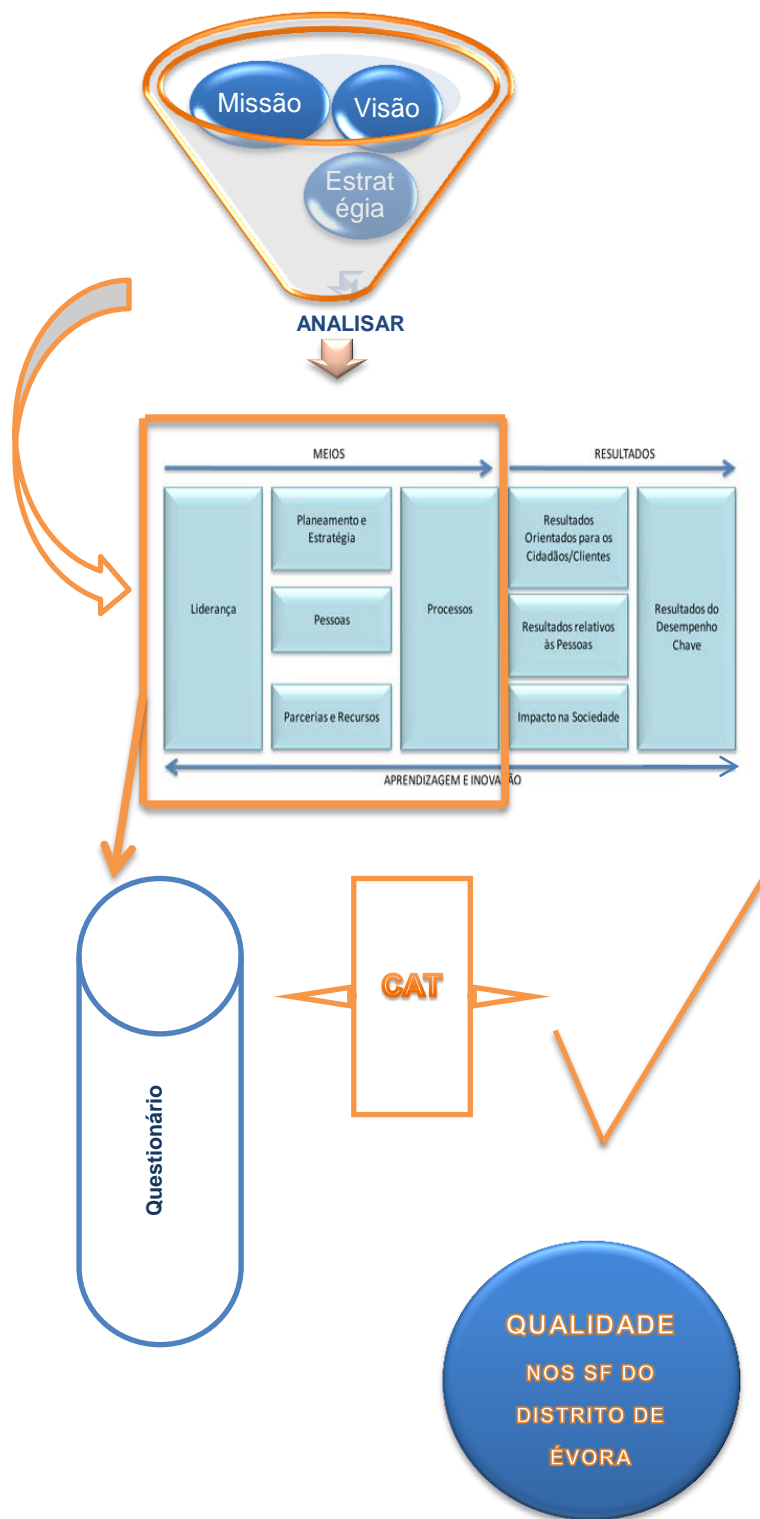 Missão
Visão
Estrat
égia
ANALISAR
MEIOS
RESULTADOS
Liderança
Planeamento e
Estratégia
Pessoas
Parcerias e Recursos
Processos
Resultados
Orientados para os
Cidadãos/Clientes
Resultados relativos
às Pessoas
Impacto na Sociedade
Resultados do
Desempenho
Chave
APRENDIZAGEM E INOVAÇÃO
CAT
Questionário
QUALIDADE
NOS SF DO
DISTRITO DE
ÉVORA